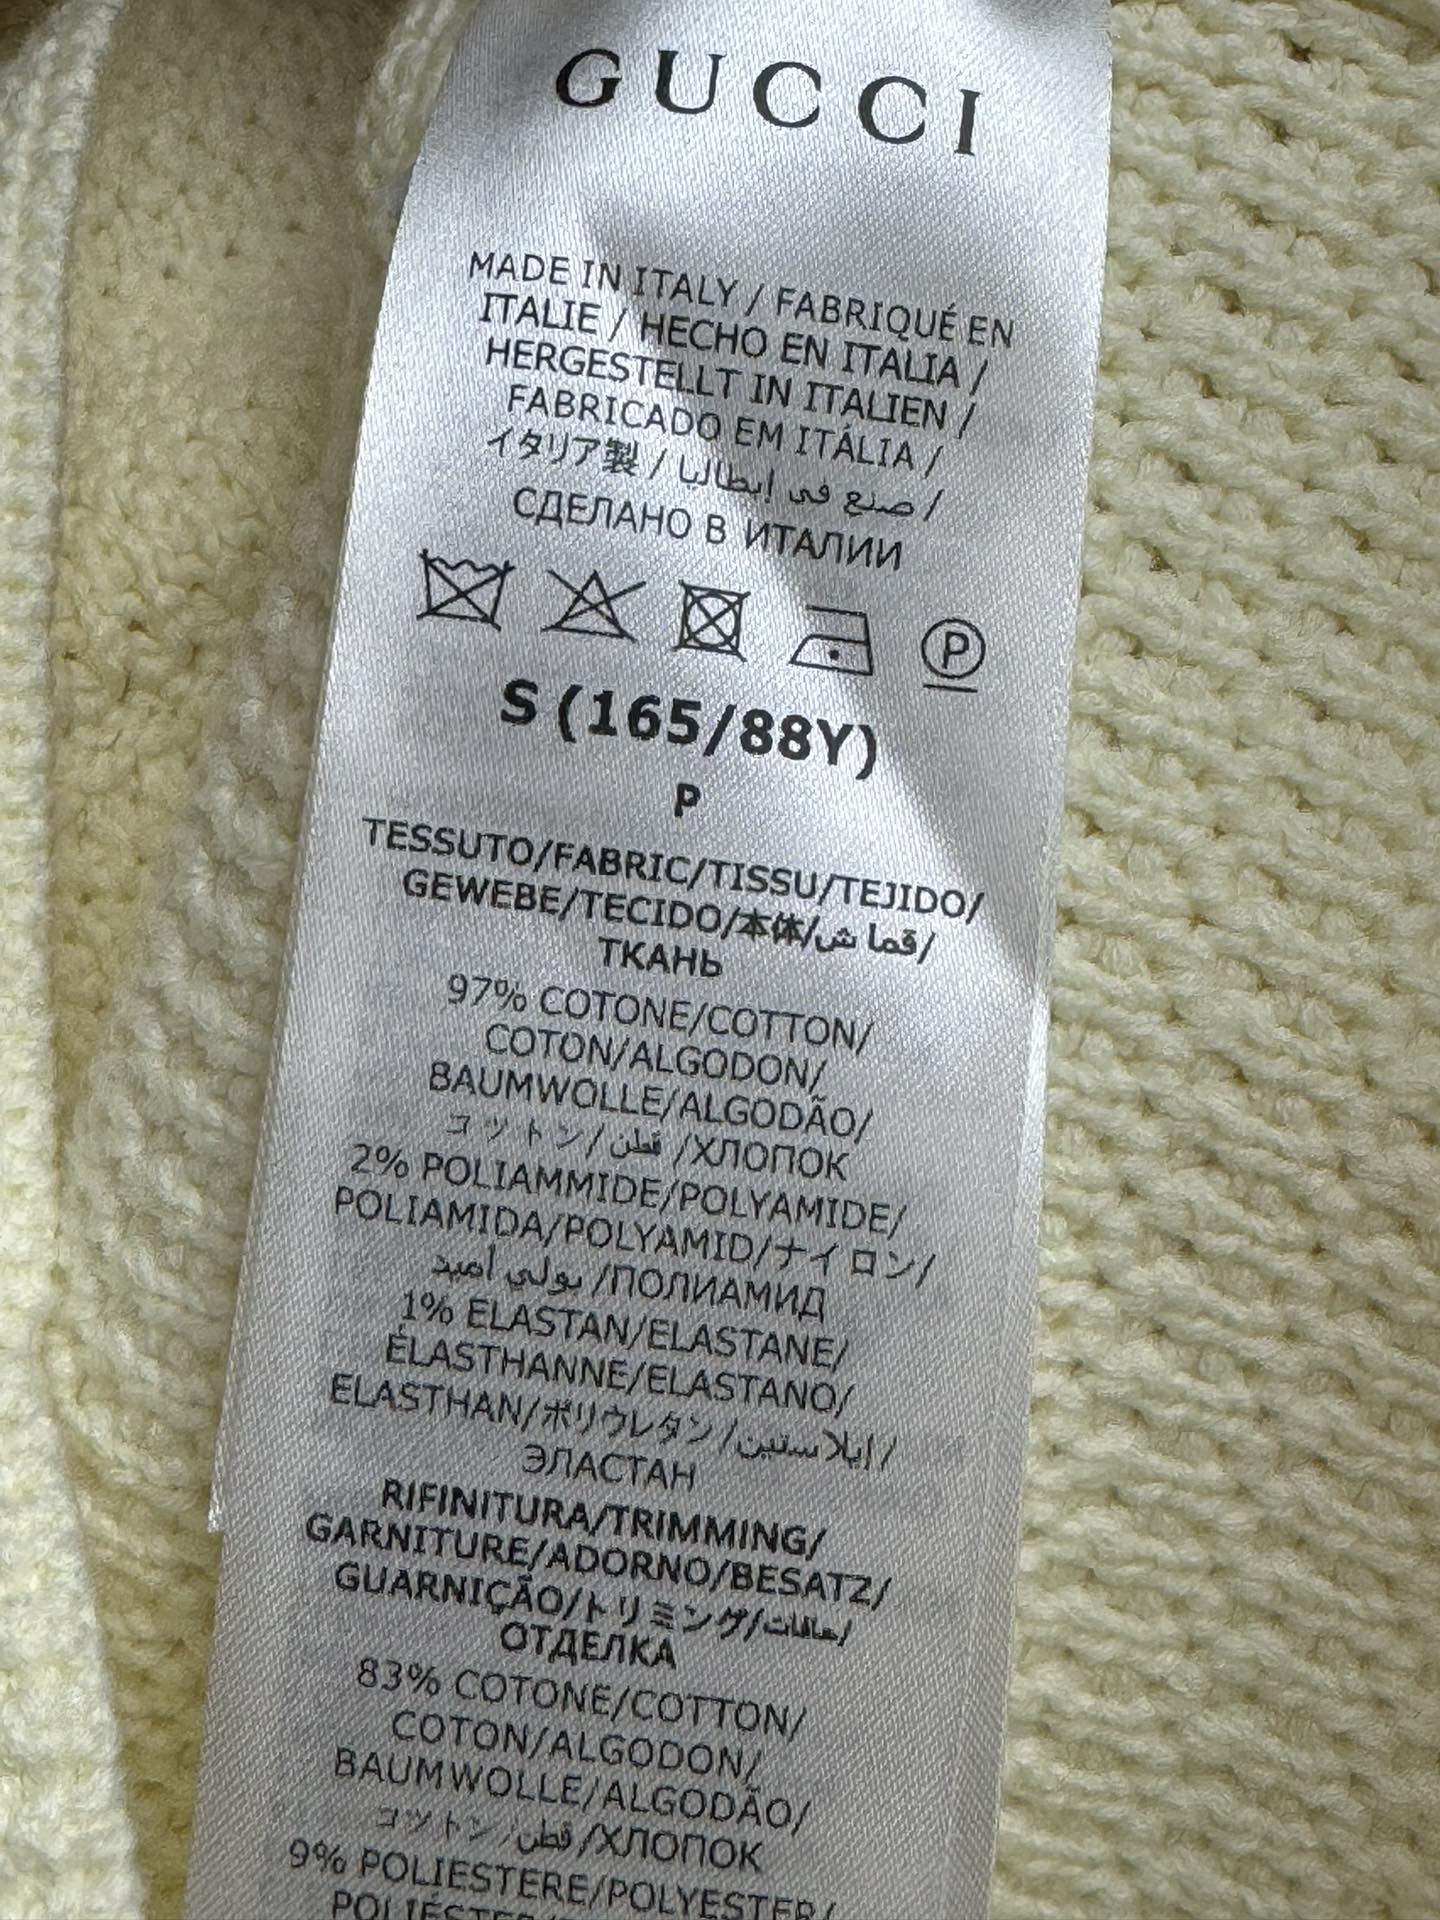 GUCCI
MADE IN ITALY / FABRIQUÉ EN
ITALIE / HECHO EN ITALIA /
HERGESTELLT IN ITALIEN /
FABRICADO EM ITÁLIA /
イタリア製 / صنع في إيطاليا /
СДЕЛАНО В ИТАЛИИ
P
S (165/88Y)
P
TESSUTO/FABRIC/TISSU/TEJIDO/
GEWEBE/TECIDO/本体/قما ش/
ТКАНЬ
97% COTONE/COTTON/
COTON/ALGODON/
BAUMWOLLE/ALGODÃO/
コットン/قطن /ХЛОПОК
2% POLIAMMIDE/POLYAMIDE/
POLIAMIDA/POLYAMID/ナイロン/
بولي أميد /ПОЛИАМИД
1% ELASTAN/ELASTANE/
ÉLASTHANNE/ELASTANO/
ELASTHAN/ポリウレタン/إيلاستين/
ЭЛАСТАН
RIFINITURA/TRIMMING/
GARNITURE/ADORNO/BESATZ/
GUARNIÇÃO/トリミング/حافات/
ОТДЕЛКА
83% COTONE/COTTON/
COTON/ALGODON/
BAUMWOLLE/ALGODÃO/
コットン/قطن/ХЛОПОК
9% POLIESTERE/POLYESTER/